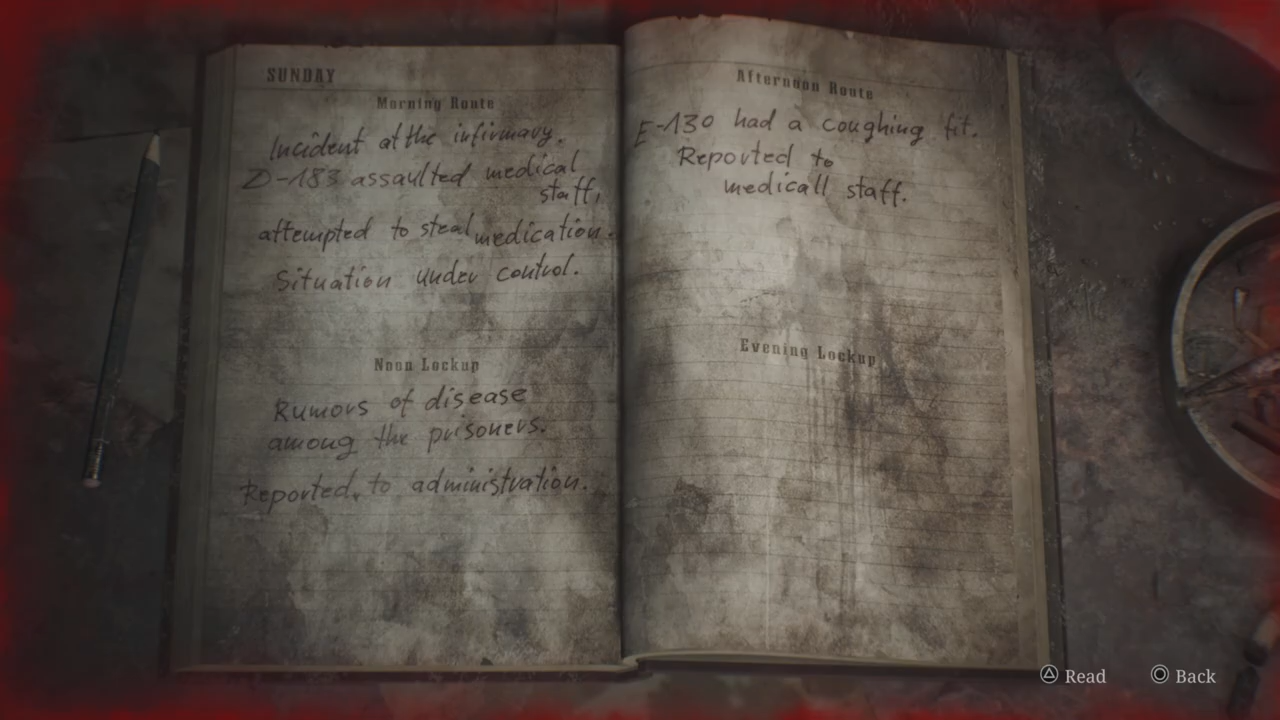 SUNDAY
Morning Route
Incident at the infirmary.
D-183 assaulted medical
staff,
attempted to steal medication.
Situation under control.
Noon Lockup
Rumors of disease
among the prisoners.
Reported to administration.
Afternoon Route
E-130 had a coughing fit.
Reported to
medicall staff.
Evening Lockup
Read
Back